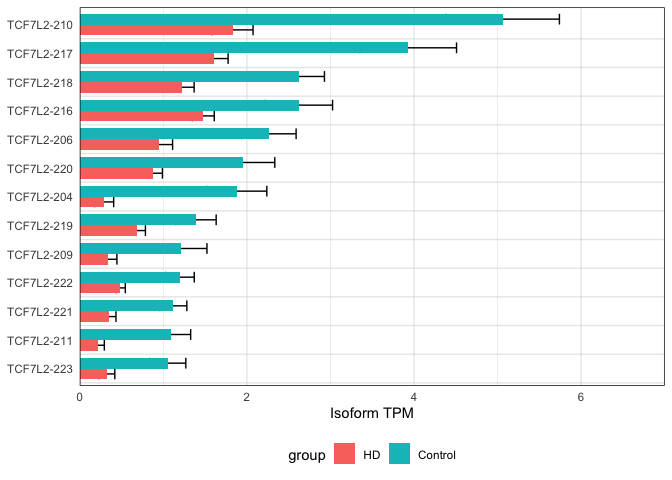 TCF7L2-210
TCF7L2-217
TCF7L2-218
TCF7L2-216
TCF7L2-206
TCF7L2-220
TCF7L2-204
TCF7L2-219
TCF7L2-209
TCF7L2-222
TCF7L2-221
TCF7L2-211
TCF7L2-223
0 2 4 6
Isoform TPM
group HD Control